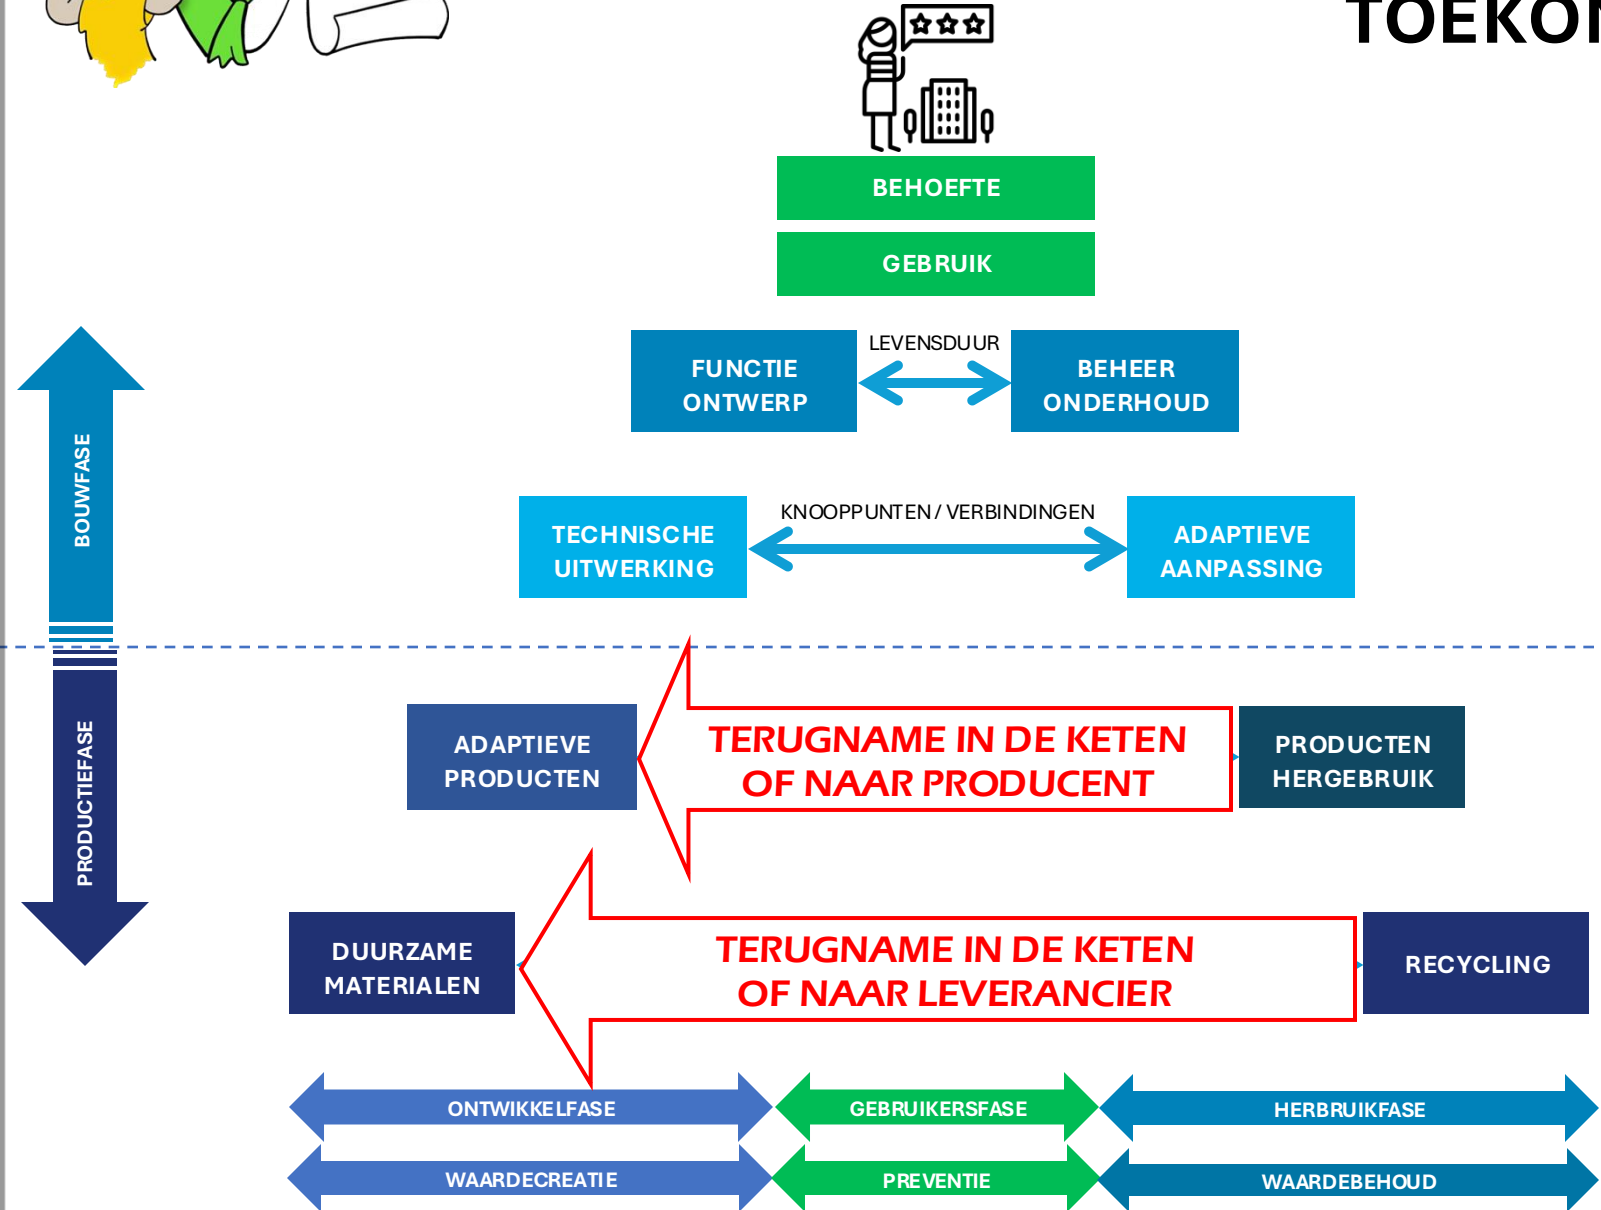 TOEKO
BEHOEFTE
GEBRUIK
LEVENSDUUR
FUNCTIE
ONTWERP
BEHEER
ONDERHOUD
BOUWFASE
KNOOPPUNTEN / VERBINDINGEN
TECHNISCHE
UITWERKING
ADAPTIEVE
AANPASSING
PRODUCTIEFASE
ADAPTIEVE
PRODUCTEN
TERUGNAME IN DE KETEN
OF NAAR PRODUCENT
PRODUCTEN
HERGEBRUIK
DUURZAME
MATERIALEN
TERUGNAME IN DE KETEN
OF NAAR LEVERANCIER
RECYCLING
ONTWIKKELFASE
GEBRUIKERSFASE
HERBRUIKFASE
WAARDECREATIE
PREVENTIE
WAARDEBEHOUD